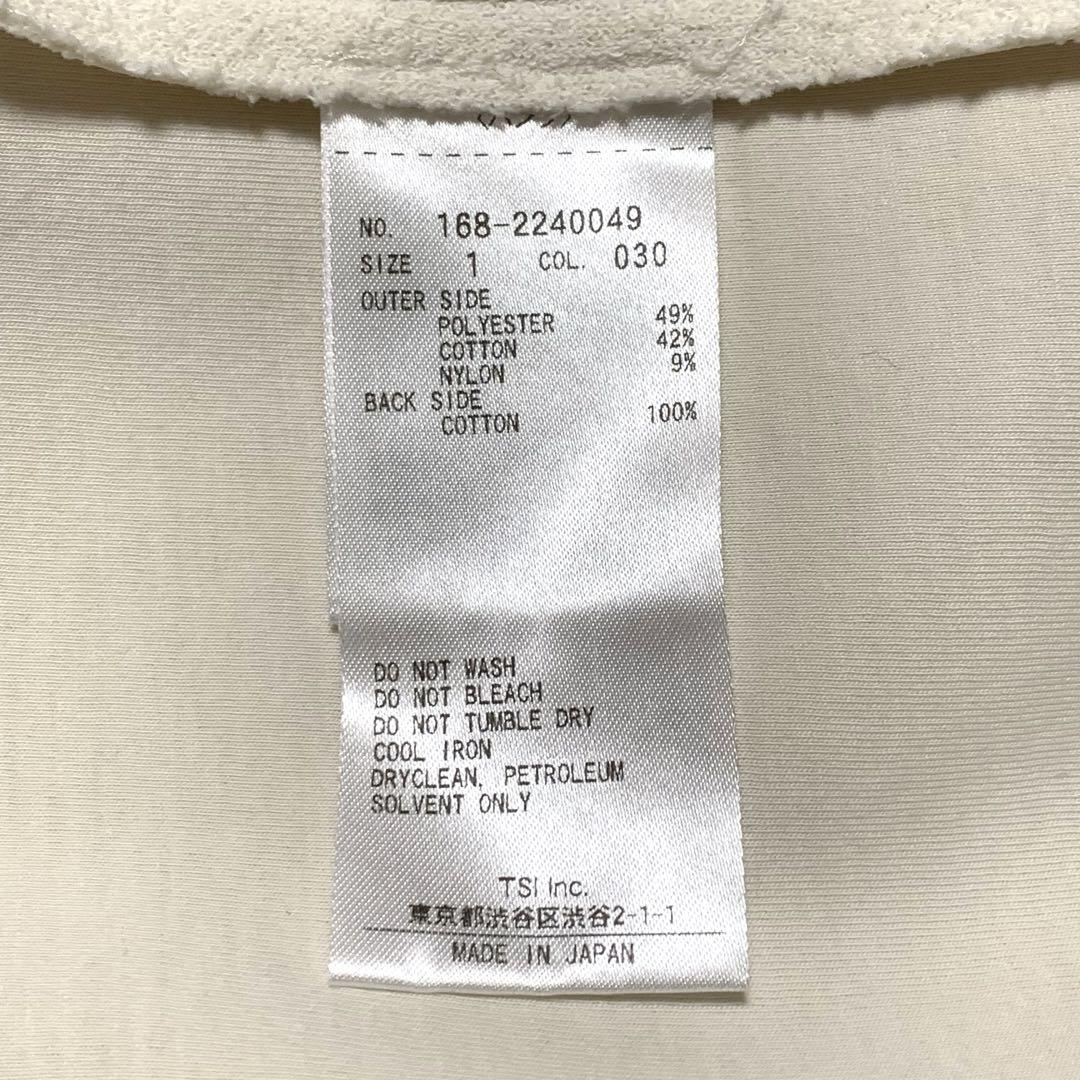 NO. 168-2240049
SIZE 1 COL. 030
OUTER SIDE
POLYESTER 49%
COTTON 42%
NYLON 9%
BACK SIDE
COTTON 100%
DO NOT WASH
DO NOT BLEACH
DO NOT TUMBLE DRY
COOL IRON
DRYCLEAN, PETROLEUM
SOLVENT ONLY
TSI Inc.
東京都渋谷区渋谷2-1-1
MADE IN JAPAN